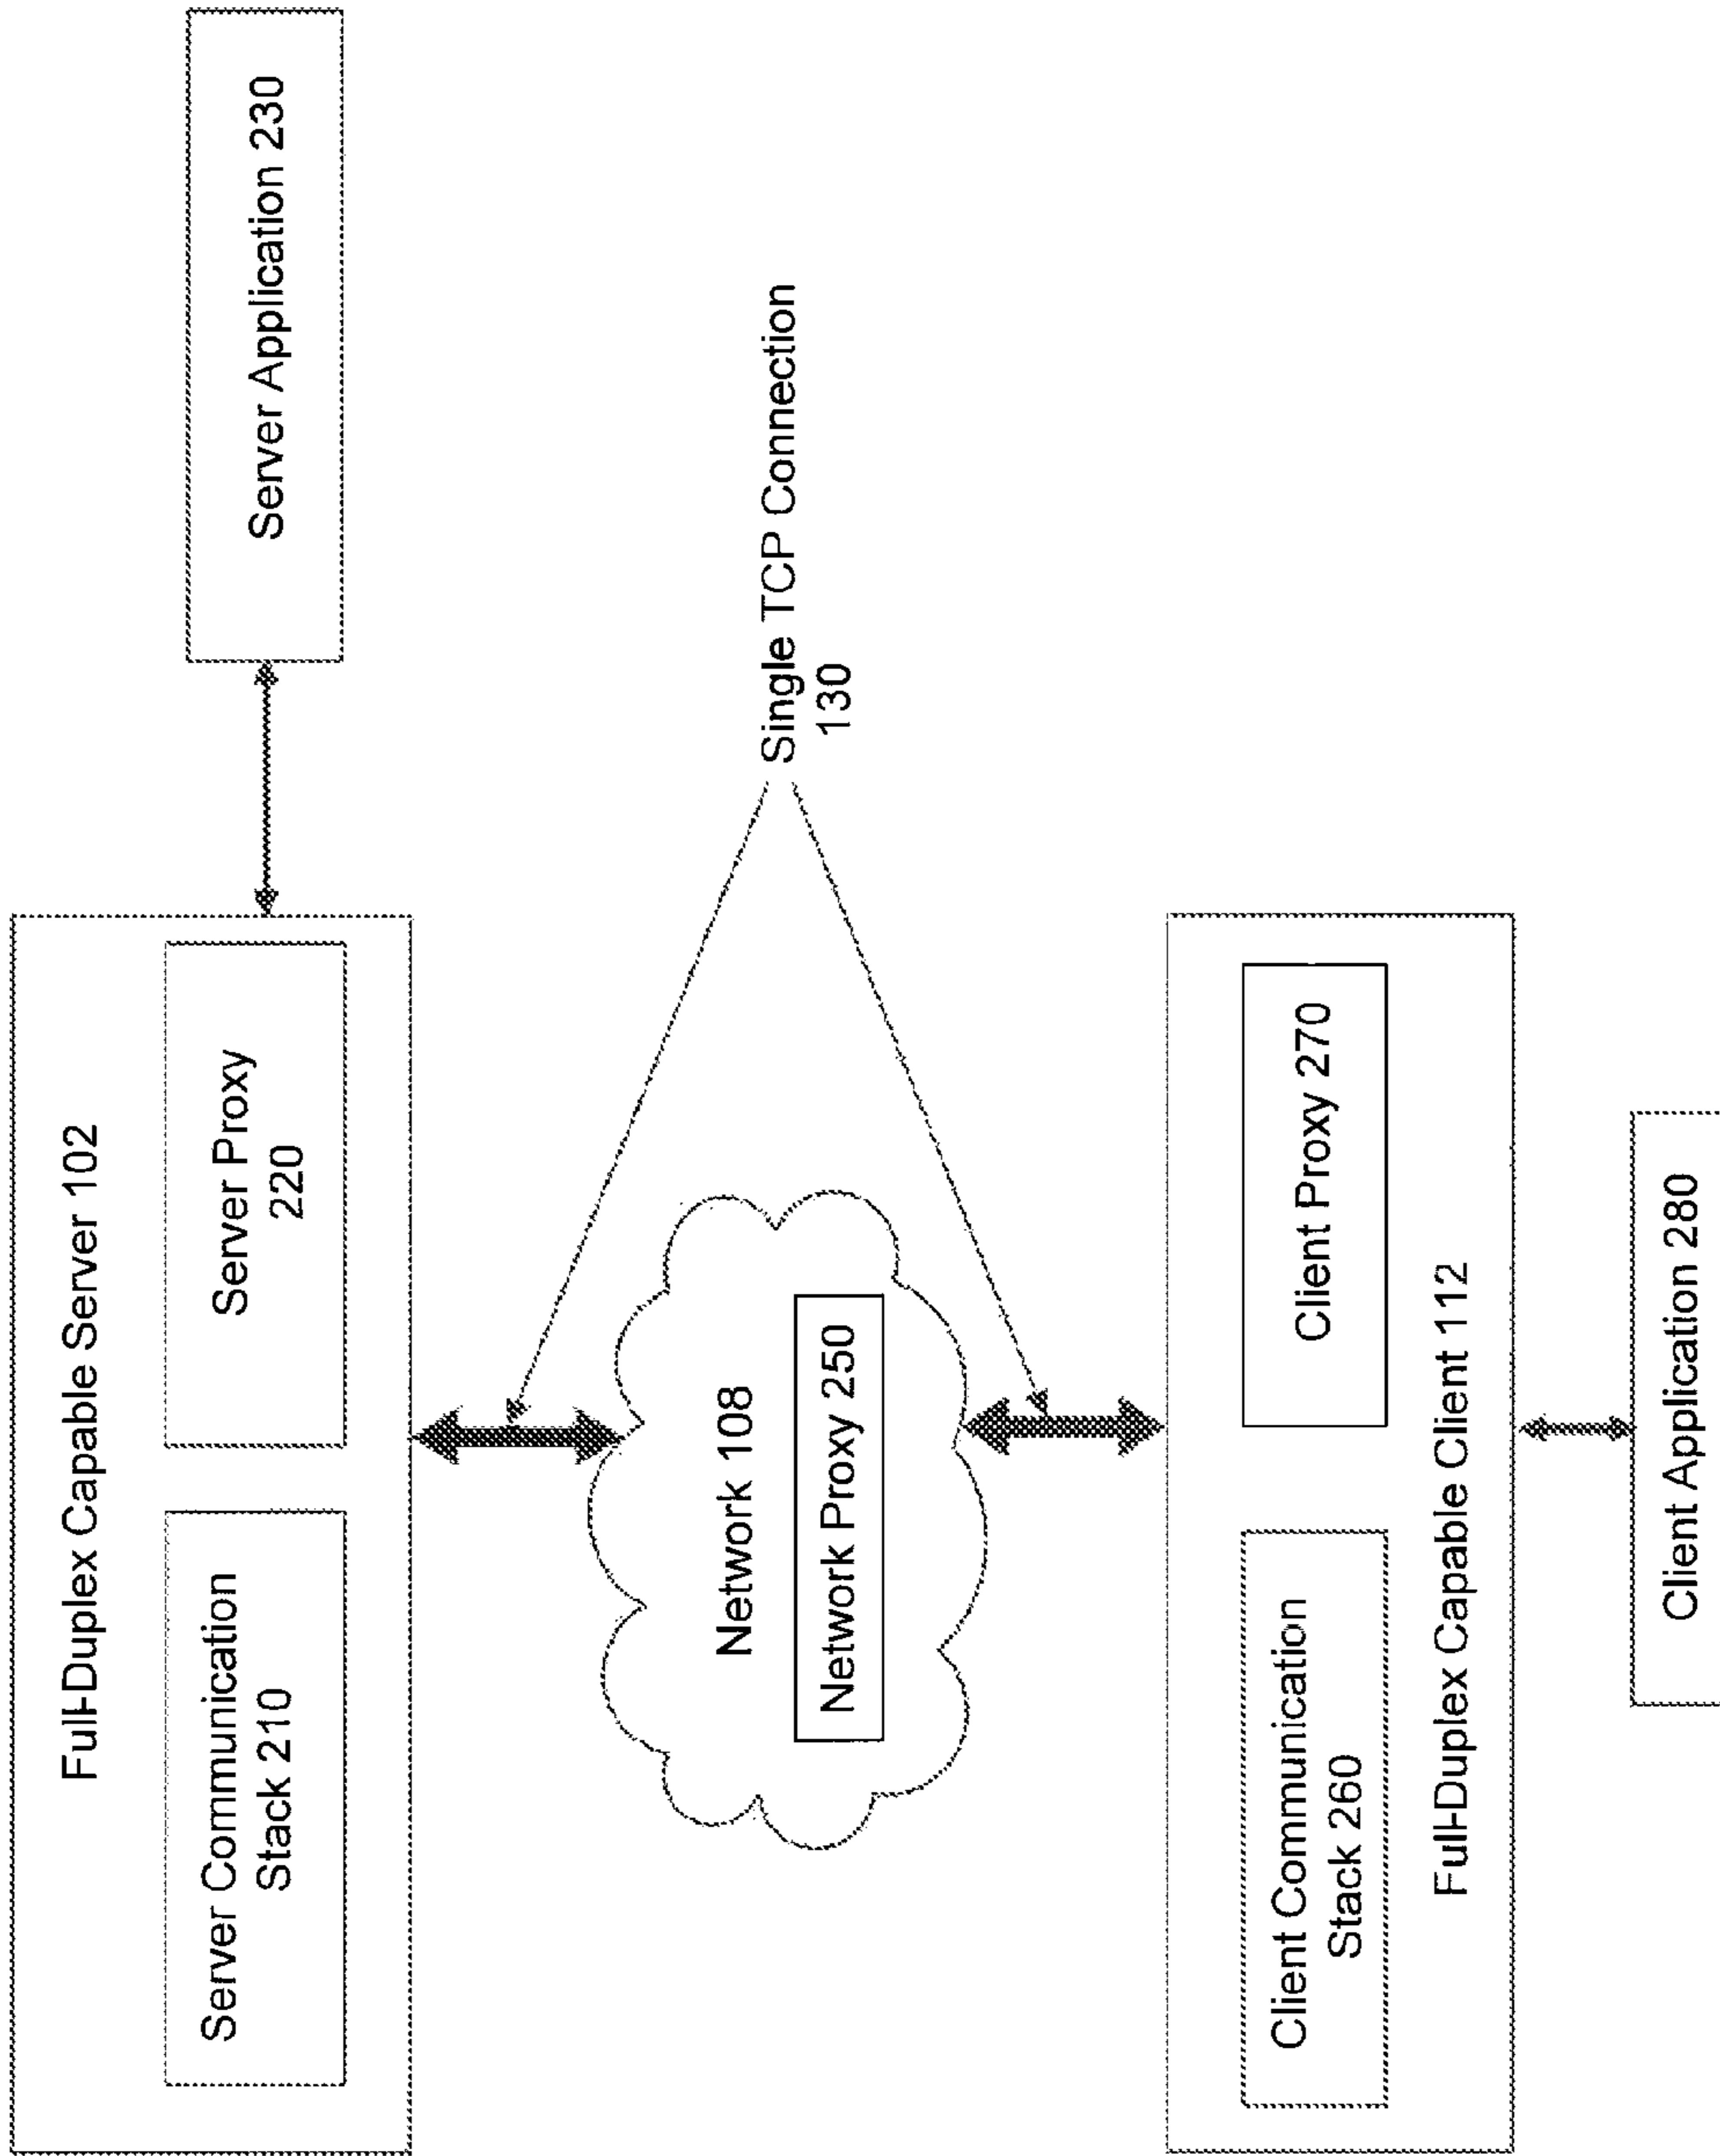 Full-Duplex Capable Server 102
Server Communication
Stack 210
Server Proxy
220
Server Application 230
Network 108
Network Proxy 250
Single TCP Connection
130
Client Communication
Stack 260
Client Proxy 270
Full-Duplex Capable Client 112
Client Application 280